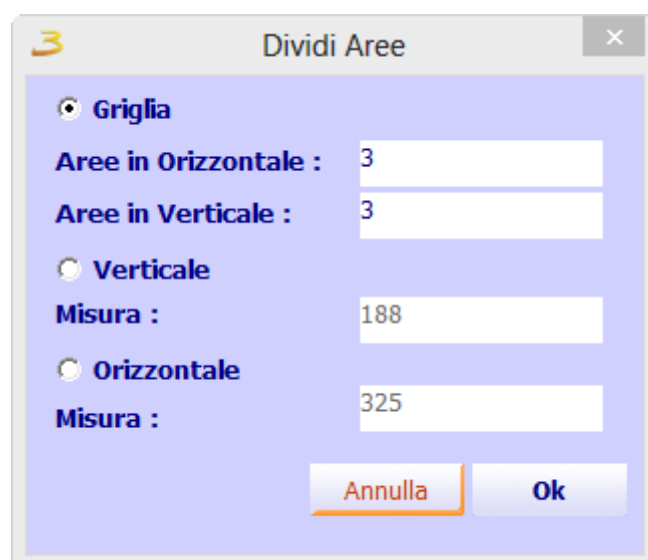 Dividi Aree
Griglia
Aree in Orizzontale : 3
Aree in Verticale : 3
Verticale
Misura : 188
Orizzontale
Misura : 325
Annulla Ok